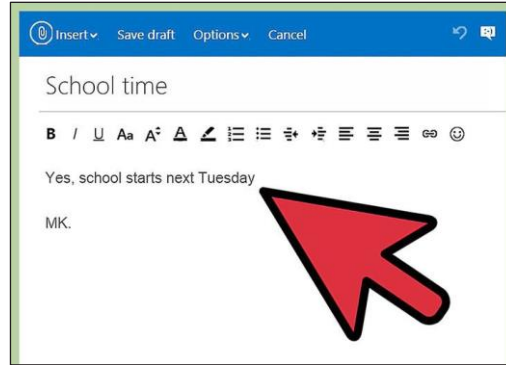 Insert Save draft Options Cancel
School time
B I U Aa A A
Yes, school starts next Tuesday
MK.